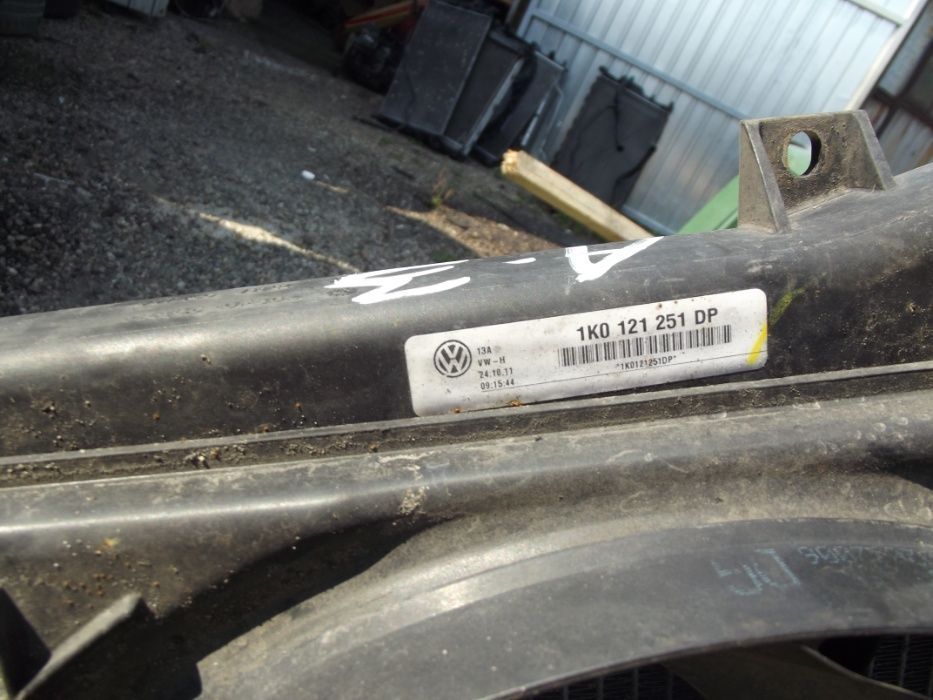 1K0 121 251 DP
13A
VW-H
24.10.11
09:15:44
*1K0121251DP*